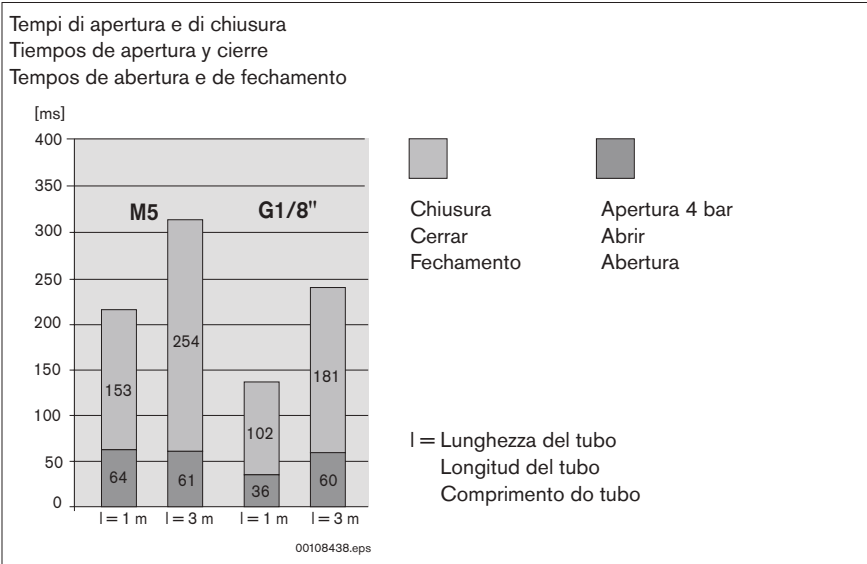 Tempi di apertura e di chiusura
Tiempos de apertura y cierre
Tempos de abertura e de fechamento
[ms]
400
350
300
250
200
150
100
50
0
M5
G1/8"
153
254
102
181
64
61
36
60
l = 1 m
l = 3 m
l = 1 m
l = 3 m
00108438.eps
Chiusura
Cerrar
Fechamento
Apertura 4 bar
Abrir
Abertura
l = Lunghezza del tubo
Longitud del tubo
Comprimento do tubo